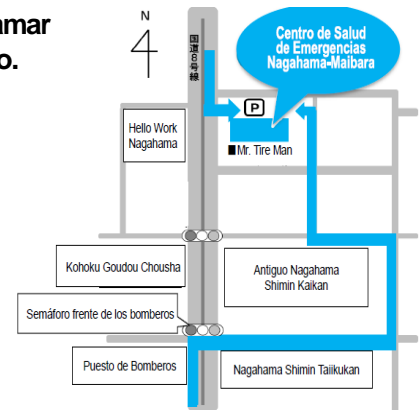 amar
o.
N
国道8号線
Centro de Salud
de Emergencias
Nagahama-Maibara
P
Hello Work
Nagahama
■Mr. Tire Man
Kohoku Goudou Chousha
Antiguo Nagahama
Shimin Kaikan
Semáforo frente de los bomberos
Puesto de Bomberos
Nagahama Shimin Taiikukan